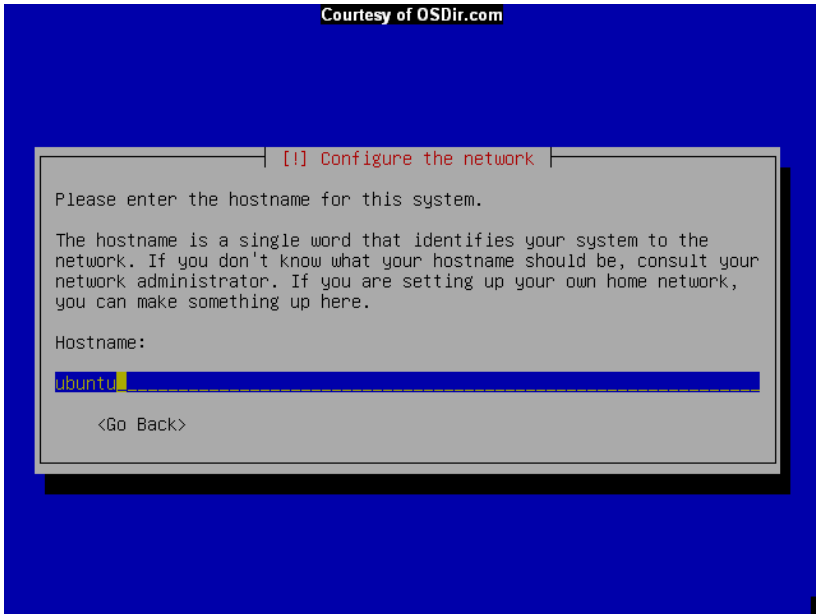 Courtesy of OSDir.com
[!] Configure the network
Please enter the hostname for this system.
The hostname is a single word that identifies your system to the
network. If you don't know what your hostname should be, consult your
network administrator. If you are setting up your own home network,
you can make something up here.
Hostname:
ubuntu
<Go Back>